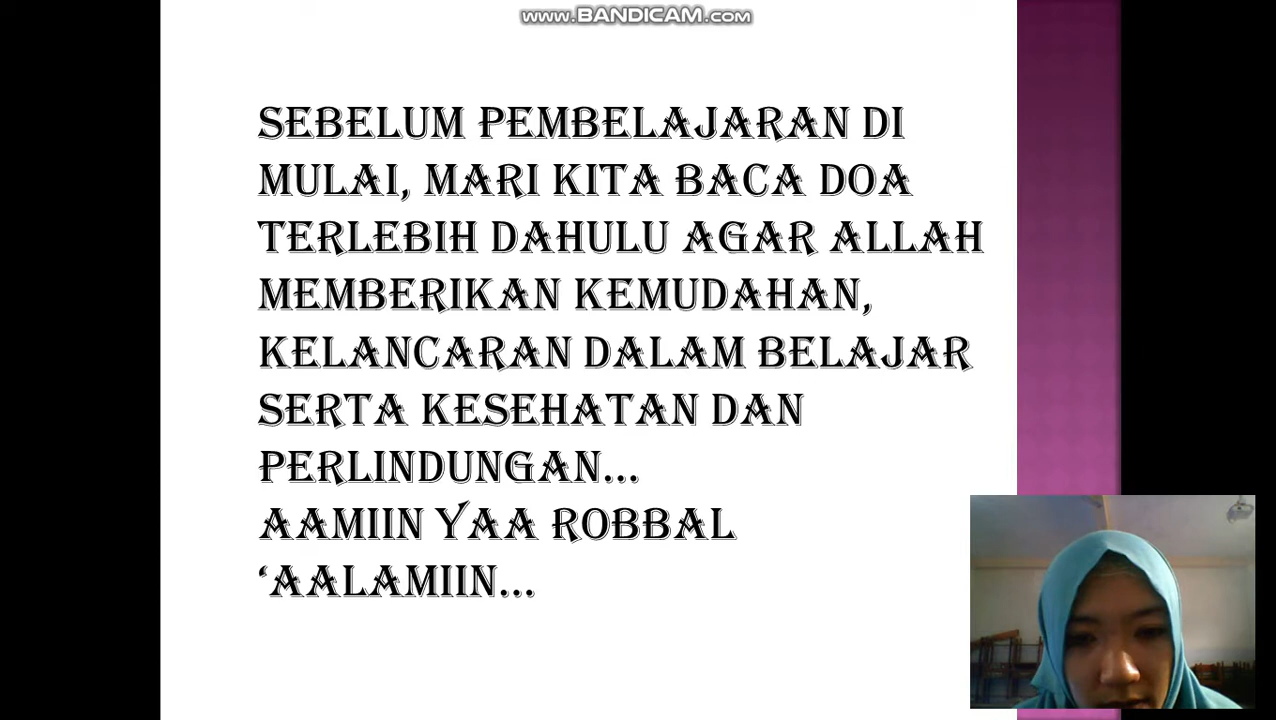 www.BANDICAM.com
SEBELUM PEMBELAJARAN DI
MULAI, MARI KITA BACA DOA
TERLEBIH DAHULU AGAR ALLAH
MEMBERIKAN KEMUDAHAN,
KELANCARAN DALAM BELAJAR
SERTA KESEHATAN DAN
PERLINDUNGAN...
AAMIIN YAA ROBBAL
‘AALAMIIN...